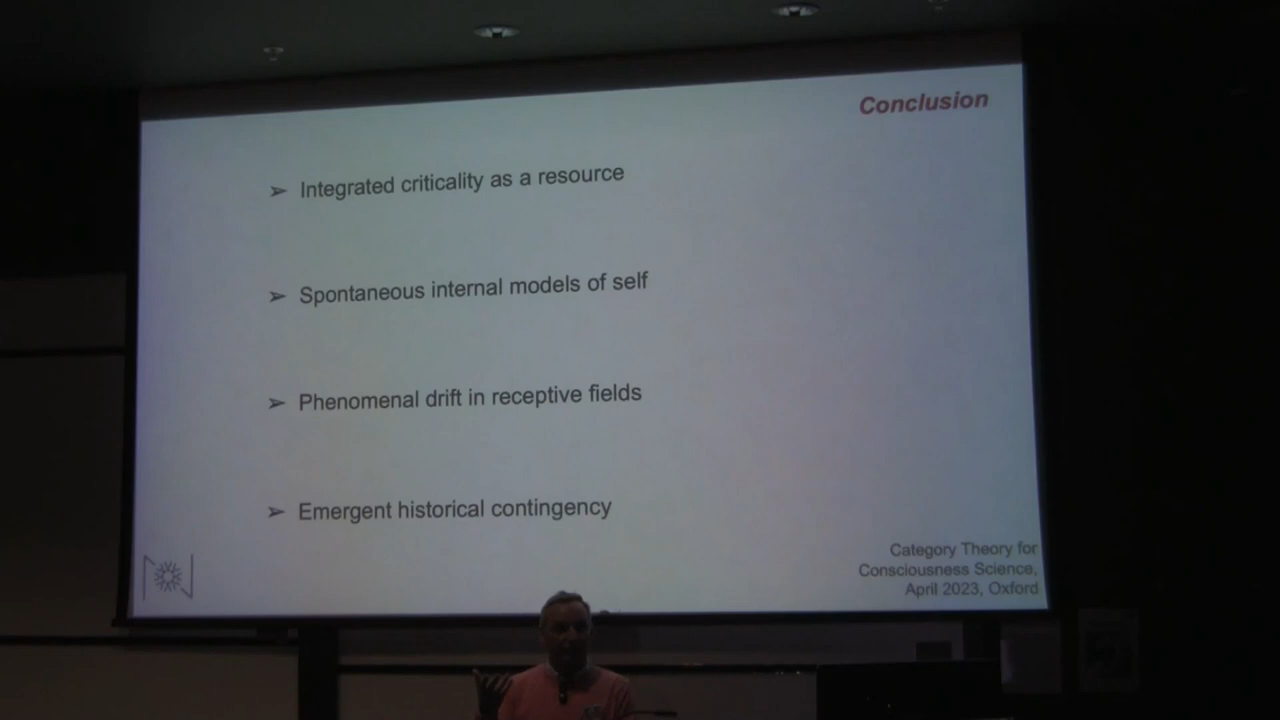 Conclusion
➢ Integrated criticality as a resource
➢ Spontaneous internal models of self
➢ Phenomenal drift in receptive fields
➢ Emergent historical contingency
Category Theory for
Consciousness Science,
April 2023, Oxford